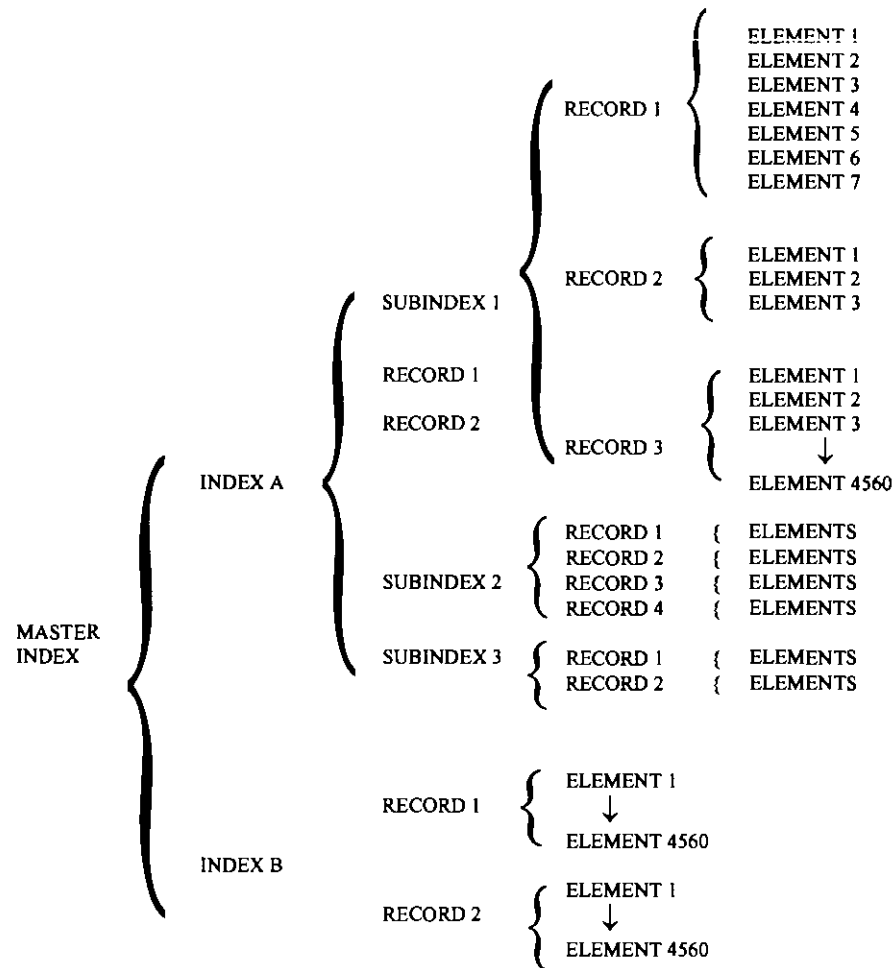 ELEMENT 1
ELEMENT 2
ELEMENT 3
RECORD 1
ELEMENT 4
ELEMENT 5
ELEMENT 6
ELEMENT 7
ELEMENT 1
RECORD 2
ELEMENT 2
SUBINDEX 1
ELEMENT 3
RECORD 1
ELEMENT 1
ELEMENT 2
RECORD 2
ELEMENT 3
RECORD 3
↓
INDEX A
ELEMENT 4560
RECORD 1 { ELEMENTS
RECORD 2 { ELEMENTS
SUBINDEX 2
RECORD 3 { ELEMENTS
RECORD 4 { ELEMENTS
MASTER
INDEX
SUBINDEX 3
RECORD 1 { ELEMENTS
RECORD 2 { ELEMENTS
ELEMENT 1
RECORD 1
↓
ELEMENT 4560
INDEX B
ELEMENT 1
RECORD 2
↓
ELEMENT 4560